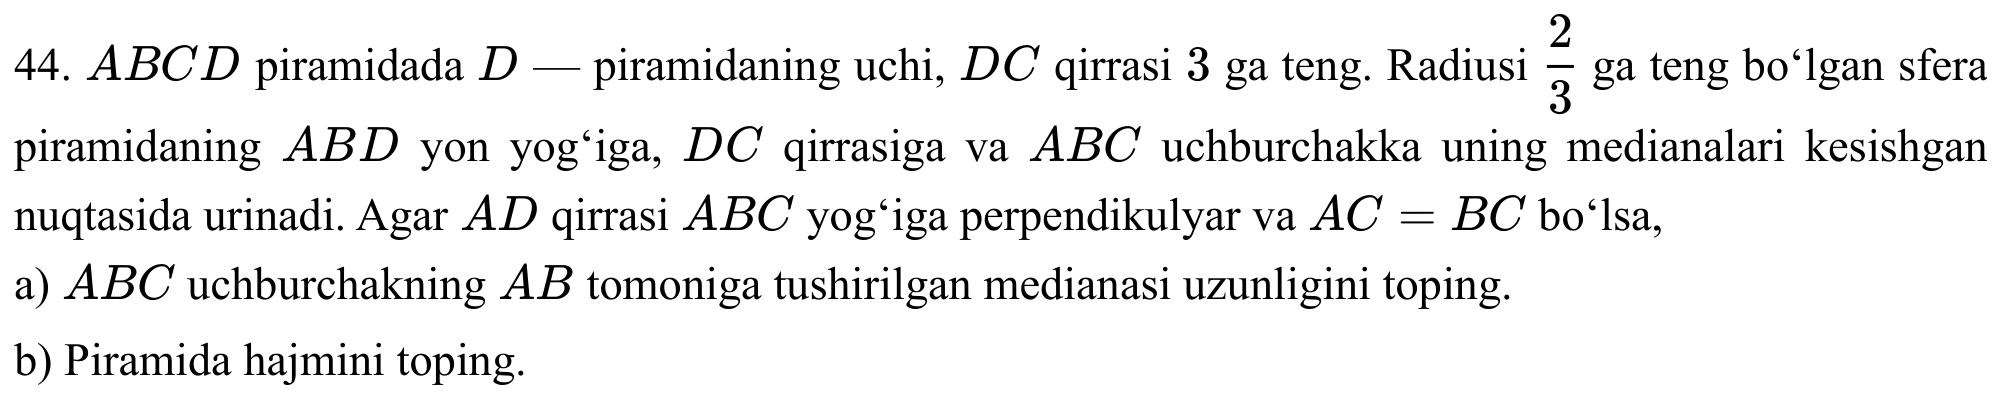 44. ABCD piramidada D — piramidaning uchi, DC qirrasi 3 ga teng. Radiusi 2/3 ga teng bo‘lgan sfera
piramidaning ABD yon yog‘iga, DC qirrasiga va ABC uchburchakka uning medianalari kesishgan
nuqtasida urinadi. Agar AD qirrasi ABC yog‘iga perpendikulyar va AC = BC bo‘lsa,
a) ABC uchburchakning AB tomoniga tushirilgan medianasi uzunligini toping.
b) Piramida hajmini toping.